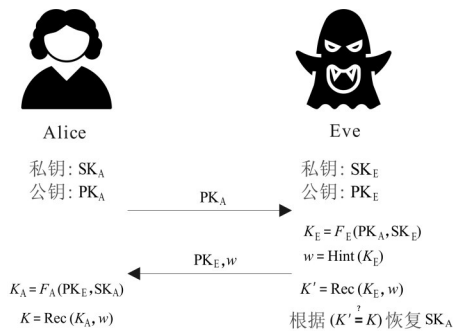 Alice
Eve
私钥: SK_A
公钥: PK_A
私钥: SK_E
公钥: PK_E
PK_A
K_E = F_E(PK_A, SK_E)
w = Hint(K_E)
PK_E, w
K_A = F_A(PK_E, SK_A)
K' = Rec(K_E, w)
K = Rec(K_A, w)
根据 (K' ≟ K) 恢复 SK_A